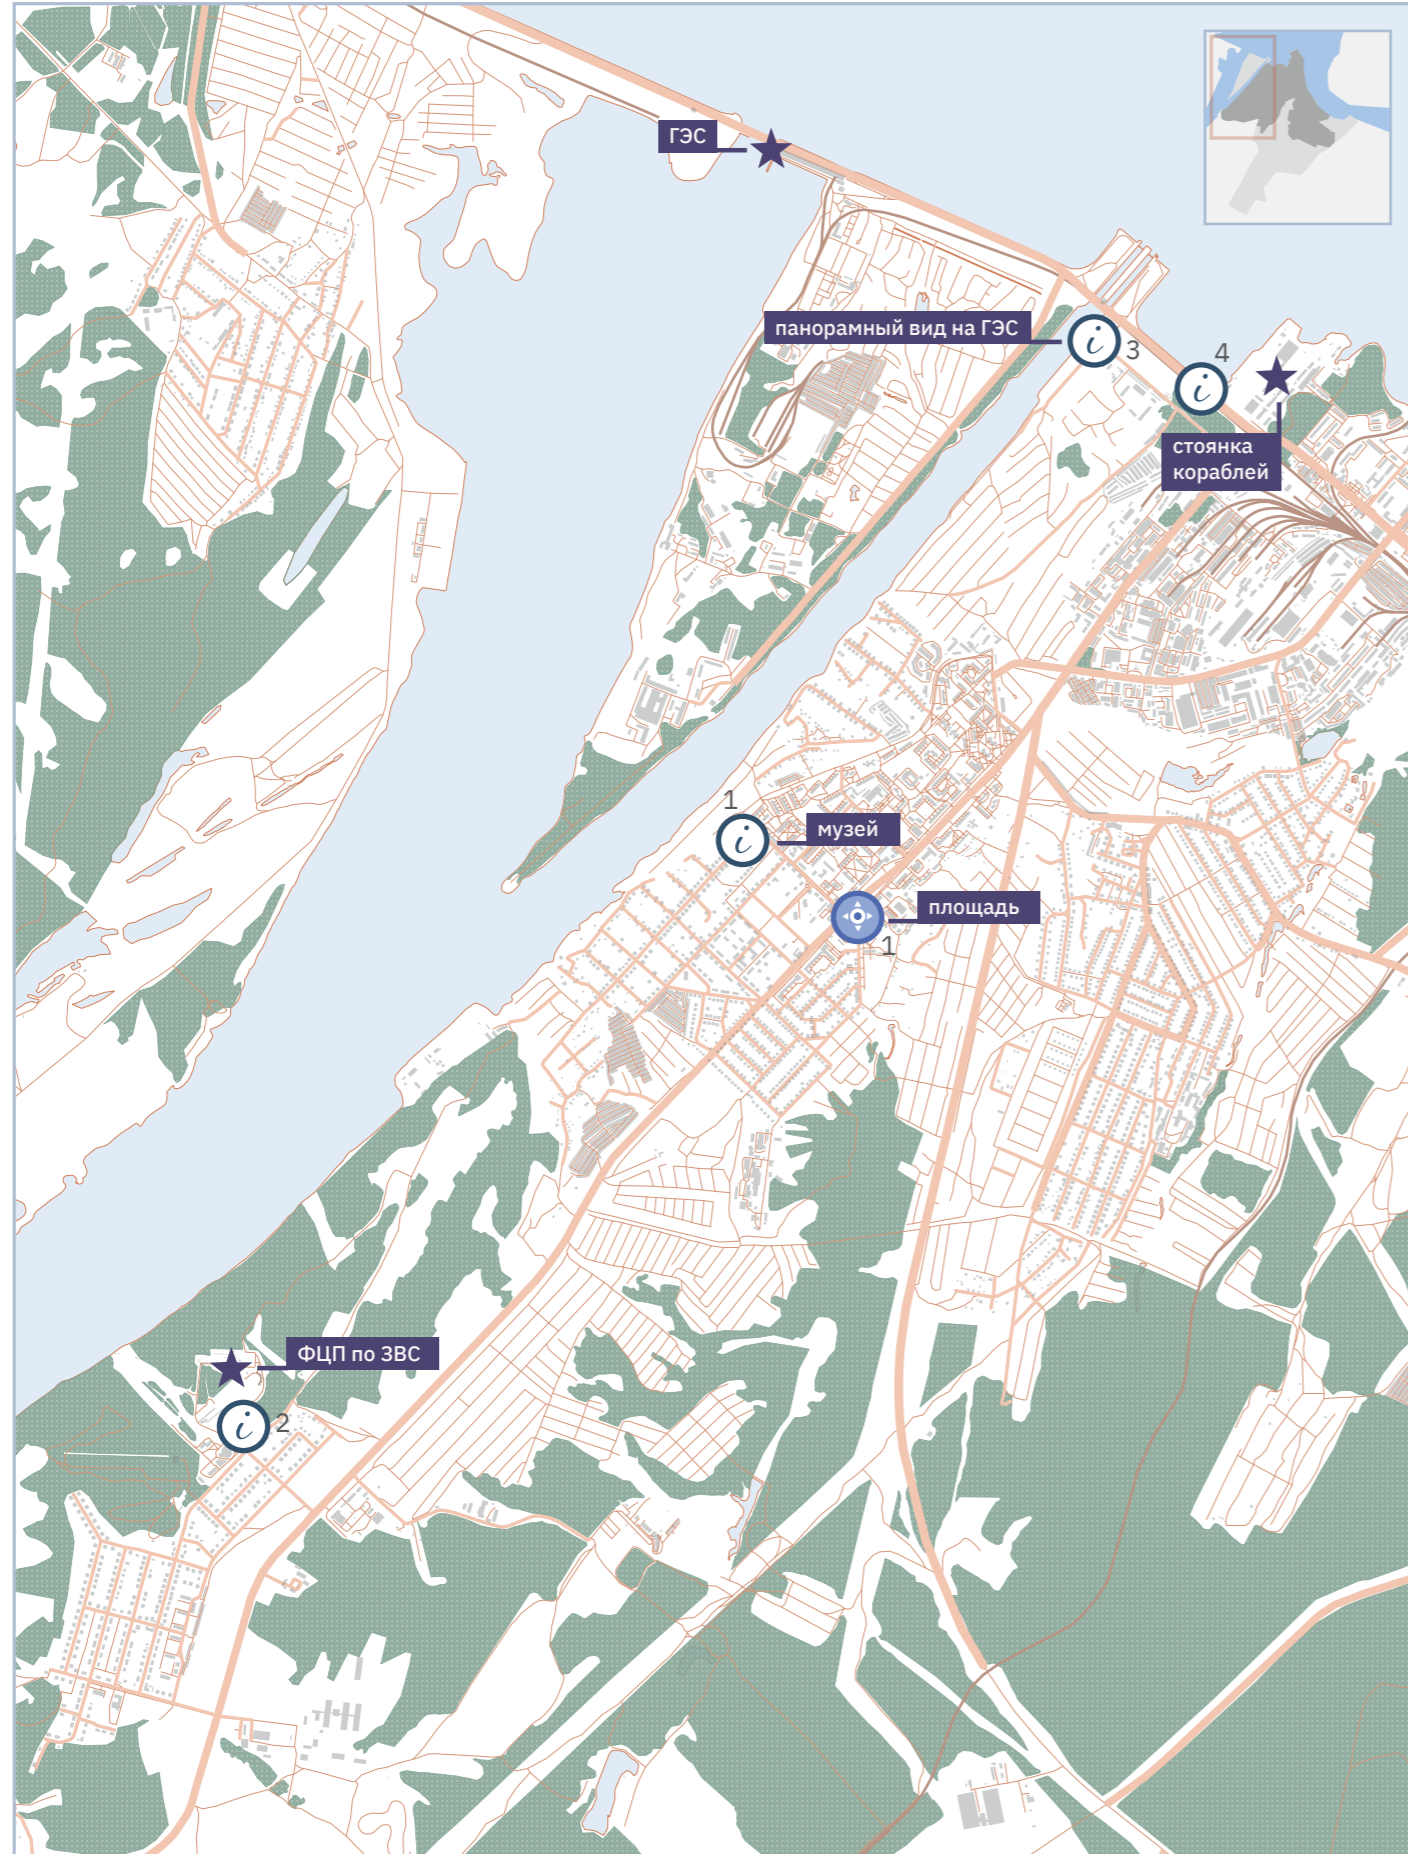 ГЭС
панорамный вид на ГЭС
3
4
стоянка
кораблей
1
музей
площадь
1
ФЦП по ЗВС
2